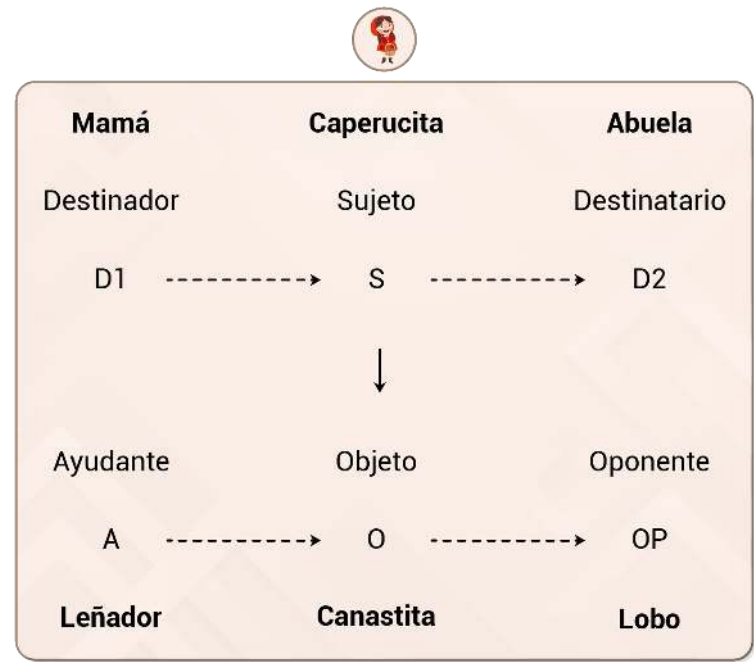 Mamá Caperucita Abuela
Destinador Sujeto Destinatario
D1 S D2
Ayudante Objeto Oponente
A O OP
Leñador Canastita Lobo